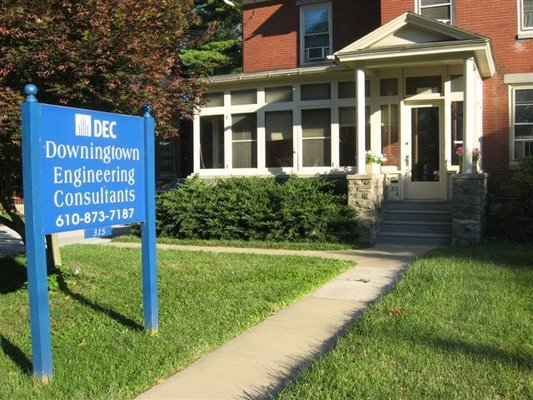 DEC
Downingtown
Engineering
Consultants
610-873-7187
315